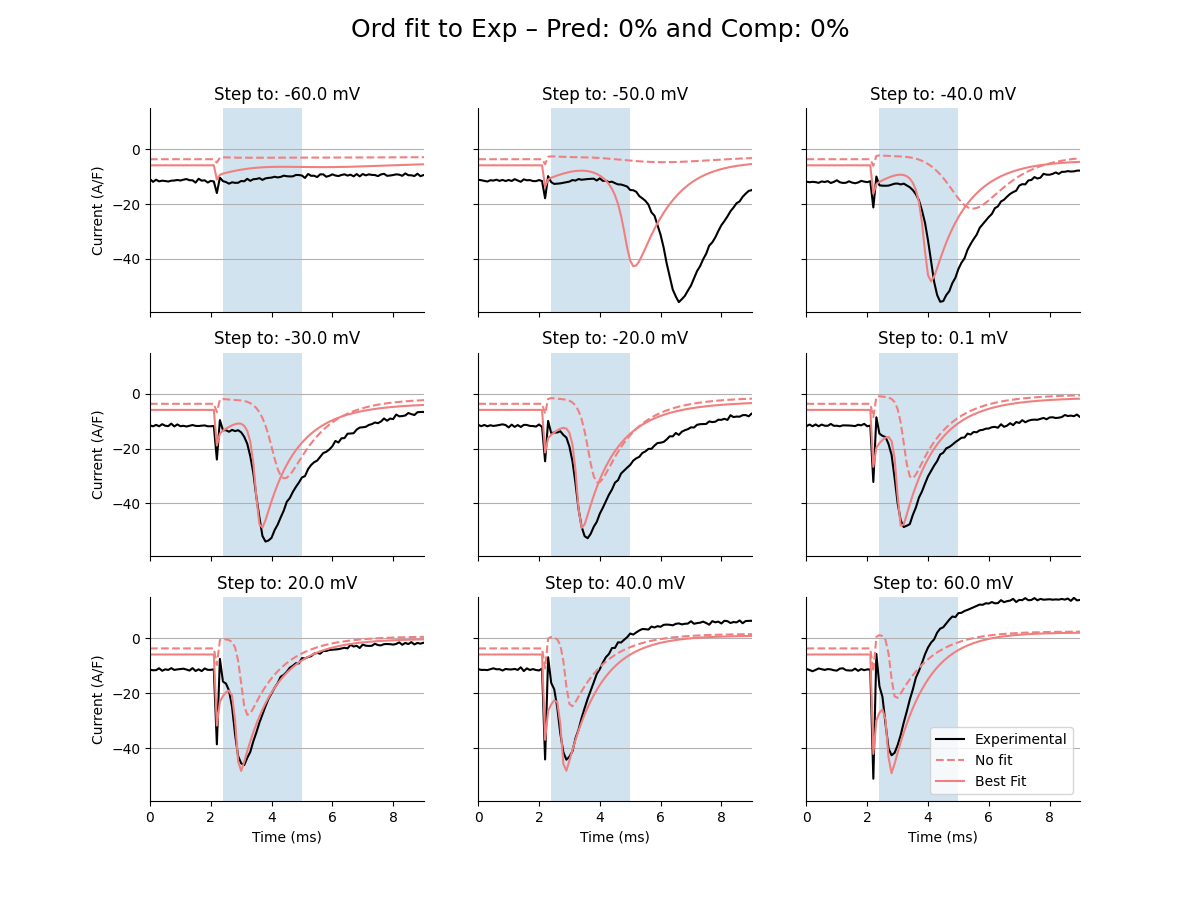 Ord fit to Exp – Pred: 0% and Comp: 0%
Step to: -60.0 mV
Step to: -50.0 mV
Step to: -40.0 mV
0
−20
−40
Current (A/F)
Step to: -30.0 mV
Step to: -20.0 mV
Step to: 0.1 mV
0
−20
−40
Current (A/F)
Step to: 20.0 mV
Step to: 40.0 mV
Step to: 60.0 mV
0
−20
−40
Current (A/F)
Experimental
No fit
Best Fit
0 2 4 6 8
0 2 4 6 8
0 2 4 6 8
Time (ms)
Time (ms)
Time (ms)